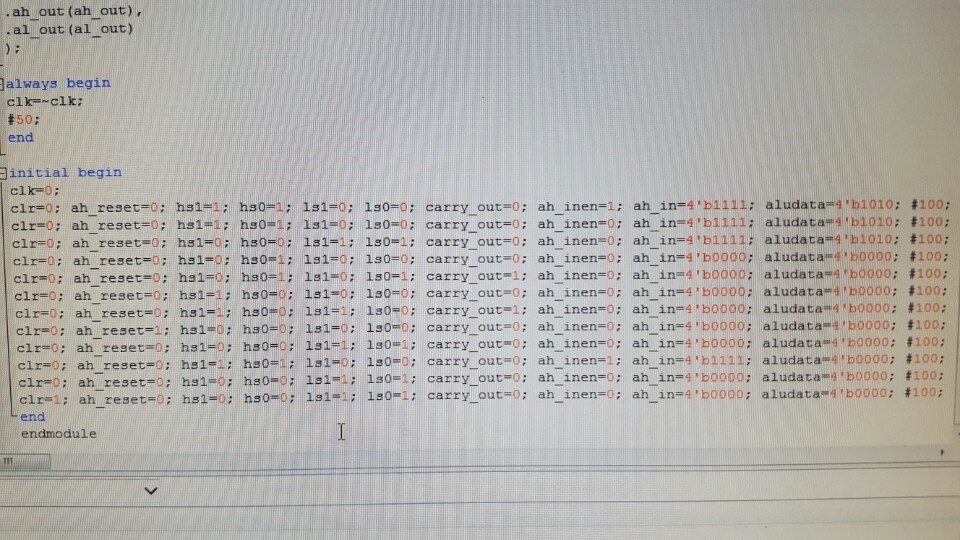 .ah_out(ah_out),
.al_out(al_out)
);
always begin
clk=~clk;
#50;
end
initial begin
clk=0;
clr=0; ah_reset=0; hs1=1; hs0=1; ls1=0; ls0=0; carry_out=0; ah_inen=1; ah_in=4'b1111; aludata=4'b1010; #100;
clr=0; ah_reset=0; hs1=1; hs0=1; ls1=0; ls0=0; carry_out=0; ah_inen=0; ah_in=4'b1111; aludata=4'b1010; #100;
clr=0; ah_reset=0; hs1=0; hs0=0; ls1=1; ls0=1; carry_out=0; ah_inen=0; ah_in=4'b1111; aludata=4'b1010; #100;
clr=0; ah_reset=0; hs1=0; hs0=1; ls1=0; ls0=0; carry_out=0; ah_inen=0; ah_in=4'b0000; aludata=4'b0000; #100;
clr=0; ah_reset=0; hs1=0; hs0=1; ls1=0; ls0=1; carry_out=1; ah_inen=0; ah_in=4'b0000; aludata=4'b0000; #100;
clr=0; ah_reset=0; hs1=1; hs0=0; ls1=0; ls0=0; carry_out=0; ah_inen=0; ah_in=4'b0000; aludata=4'b0000; #100;
clr=0; ah_reset=0; hs1=1; hs0=0; ls1=1; ls0=0; carry_out=1; ah_inen=0; ah_in=4'b0000; aludata=4'b0000; #100;
clr=0; ah_reset=1; hs1=0; hs0=0; ls1=0; ls0=0; carry_out=0; ah_inen=0; ah_in=4'b0000; aludata=4'b0000; #100;
clr=0; ah_reset=0; hs1=0; hs0=0; ls1=1; ls0=1; carry_out=0; ah_inen=0; ah_in=4'b0000; aludata=4'b0000; #100;
clr=0; ah_reset=0; hs1=1; hs0=1; ls1=0; ls0=0; carry_out=0; ah_inen=1; ah_in=4'b1111; aludata=4'b0000; #100;
clr=0; ah_reset=0; hs1=0; hs0=0; ls1=1; ls0=1; carry_out=0; ah_inen=0; ah_in=4'b0000; aludata=4'b0000; #100;
clr=1; ah_reset=0; hs1=0; hs0=0; ls1=1; ls0=1; carry_out=0; ah_inen=0; ah_in=4'b0000; aludata=4'b0000; #100;
end
endmodule